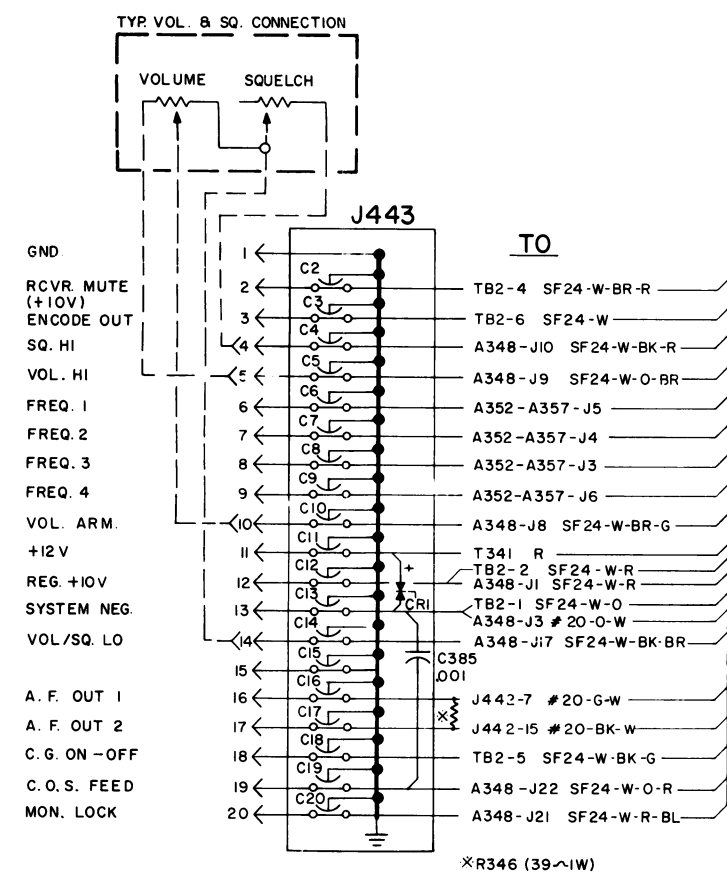 TYP. VOL. & SQ. CONNECTION
VOLUME SQUELCH
J443
TO
GND 1
C2
RCVR. MUTE (+10V) 2 TB2-4 SF24-W-BR-R
C3
ENCODE OUT 3 TB2-6 SF24-W
C4
SQ. HI 4 A348-J10 SF24-W-BK-R
C5
VOL. HI 5 A348-J9 SF24-W-O-BR
C6
FREQ. 1 6 A352-A357-J5
C7
FREQ. 2 7 A352-A357-J4
C8
FREQ. 3 8 A352-A357-J3
C9
FREQ. 4 9 A352-A357-J6
C10
VOL. ARM. 10 A348-J8 SF24-W-BR-G
C11
+12V 11 T341 R
C12 + TB2-2 SF24-W-R
REG. +10V 12 A348-J1 SF24-W-R
C13 CR1 TB2-1 SF24-W-O
SYSTEM NEG. 13 A348-J3 #20-O-W
C14
VOL/SQ. LO 14 A348-J17 SF24-W-BK-BR
C15 C385
15 .001
C16
A. F. OUT 1 16 J442-7 #20-G-W
C17 ※
A. F. OUT 2 17 J442-15 #20-BK-W
C18
C.G. ON-OFF 18 TB2-5 SF24-W-BK-G
C19
C.O.S. FEED 19 A348-J22 SF24-W-O-R
C20
MON. LOCK 20 A348-J21 SF24-W-R-BL
※R346 (39~1W)